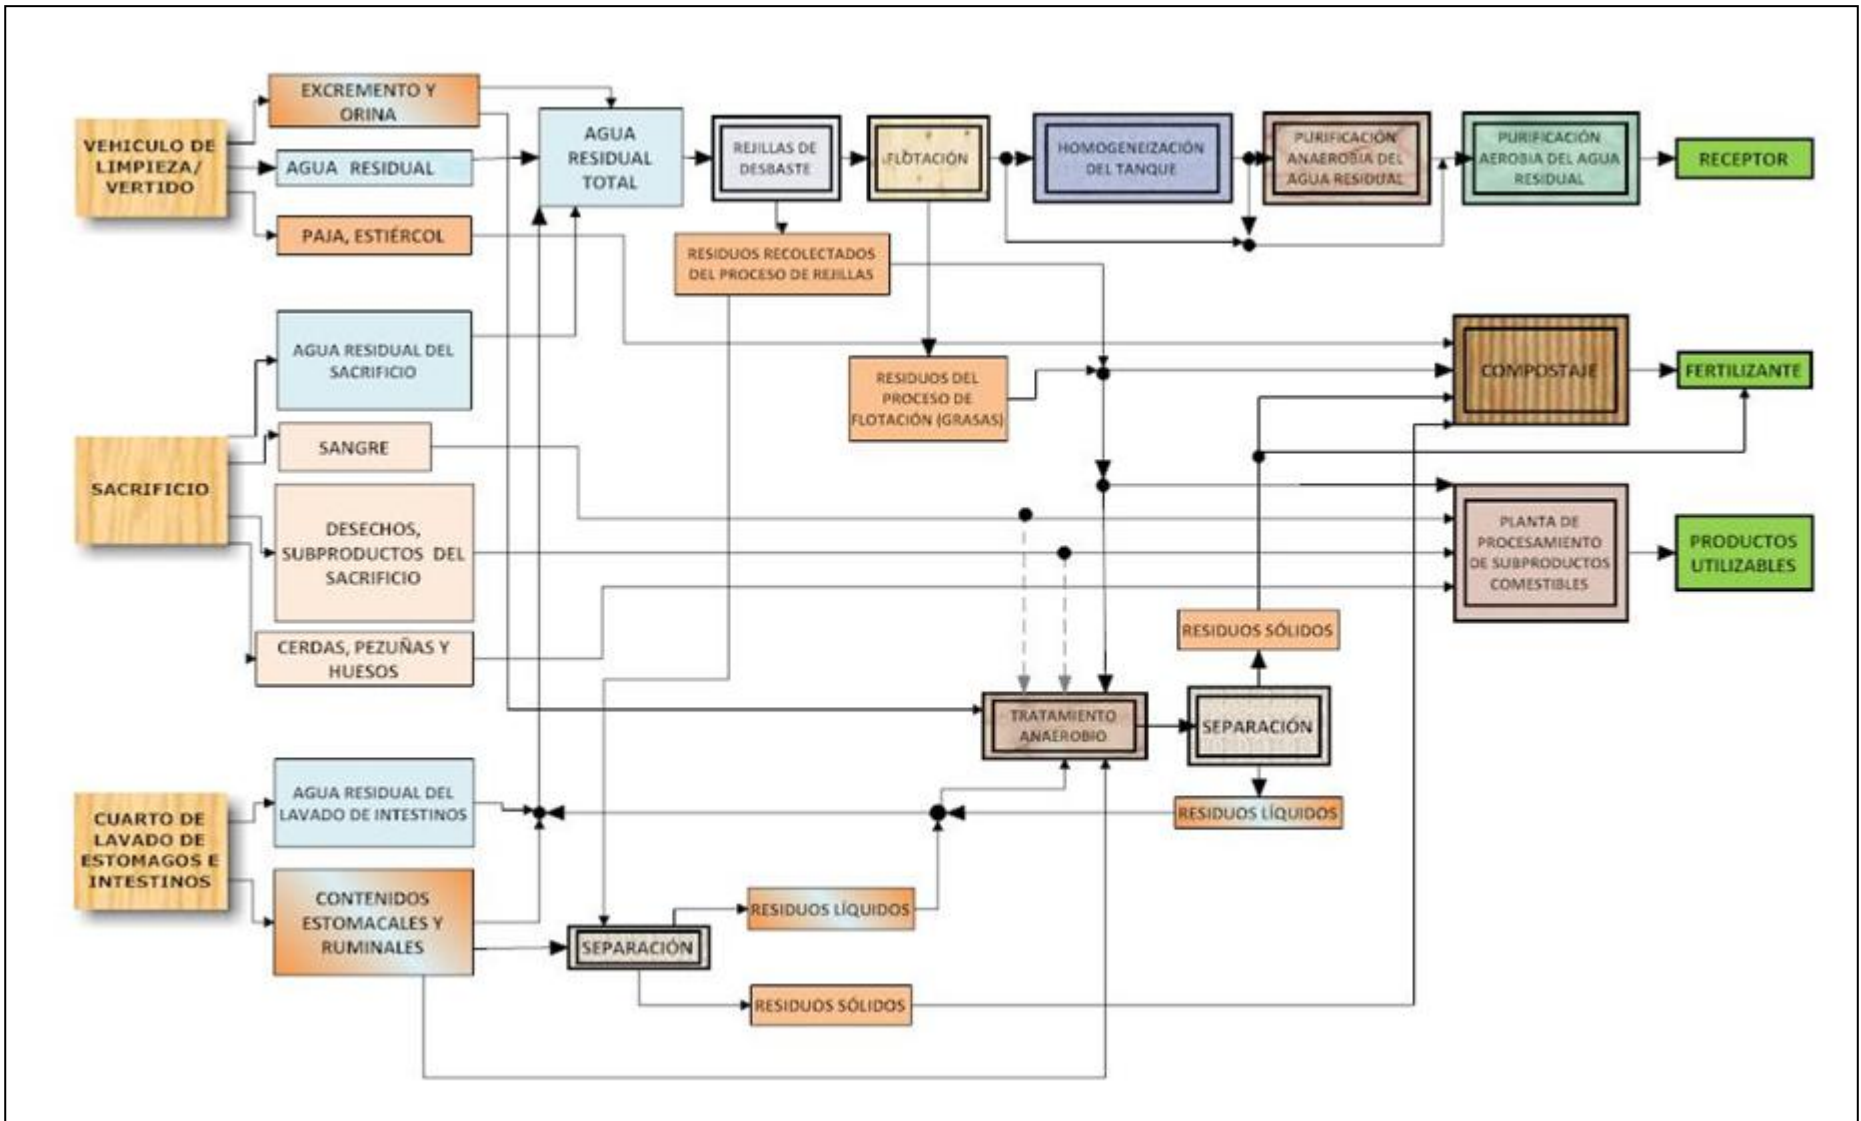 EXCREMENTO Y
ORINA
VEHICULO DE
LIMPIEZA/
VERTIDO
AGUA RESIDUAL
PAJA, ESTIÉRCOL
AGUA
RESIDUAL
TOTAL
REJILLAS DE
DESBASTE
FLOTACIÓN
HOMOGENEIZACIÓN
DEL TANQUE
PURIFICACIÓN
ANAEROBIA DEL
AGUA RESIDUAL
PURIFICACIÓN
AEROBIA DEL AGUA
RESIDUAL
RECEPTOR
RESIDUOS RECOLECTADOS
DEL PROCESO DE REJILLAS
AGUA RESIDUAL DEL
SACRIFICIO
RESIDUOS DEL
PROCESO DE
FLOTACIÓN (GRASAS)
COMPOSTAJE
FERTILIZANTE
SACRIFICIO
SANGRE
DESECHOS,
SUBPRODUCTOS DEL
SACRIFICIO
CERDAS, PEZUÑAS Y
HUESOS
PLANTA DE
PROCESAMIENTO
DE SUBPRODUCTOS
COMESTIBLES
PRODUCTOS
UTILIZABLES
RESIDUOS SÓLIDOS
TRATAMIENTO
ANAEROBIO
SEPARACIÓN
RESIDUOS LÍQUIDOS
CUARTO DE
LAVADO DE
ESTOMAGOS E
INTESTINOS
AGUA RESIDUAL DEL
LAVADO DE INTESTINOS
CONTENIDOS
ESTOMACALES Y
RUMINALES
SEPARACIÓN
RESIDUOS LÍQUIDOS
RESIDUOS SÓLIDOS